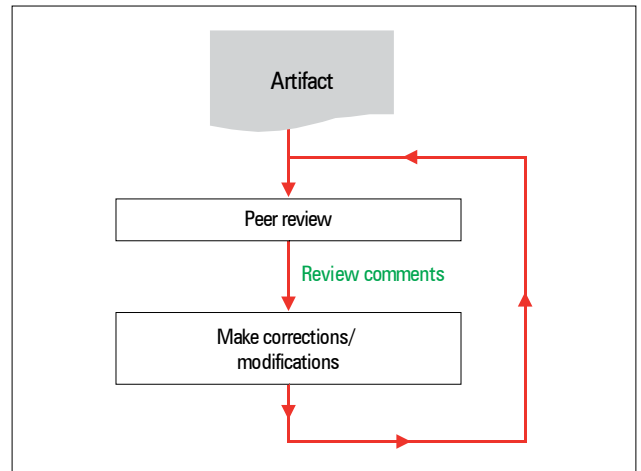 Artifact
Peer review
Review comments
Make corrections/
modifications